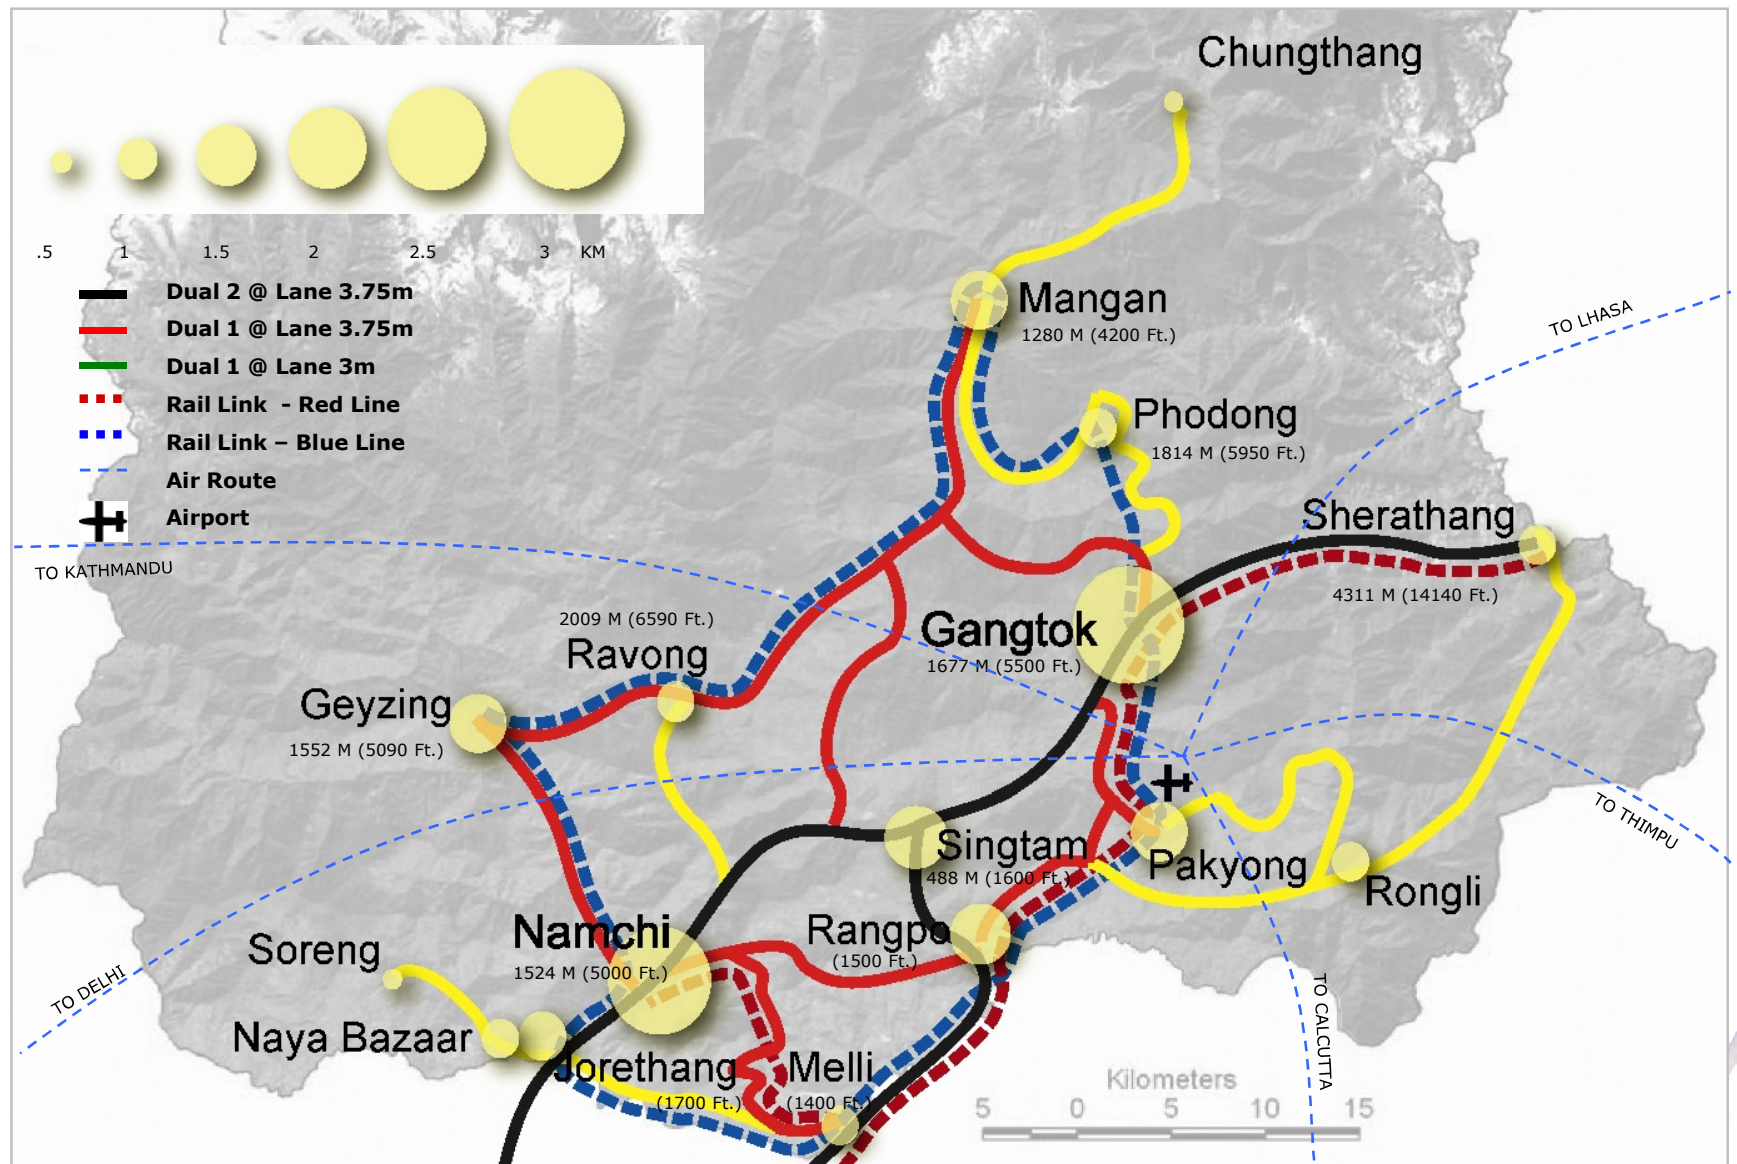 Chungthang
.5 1 1.5 2 2.5 3 KM
Dual 2 @ Lane 3.75m
Dual 1 @ Lane 3.75m
Dual 1 @ Lane 3m
Rail Link - Red Line
Rail Link – Blue Line
Air Route
Airport
Mangan
1280 M (4200 Ft.)
TO LHASA
Phodong
1814 M (5950 Ft.)
Sherathang
4311 M (14140 Ft.)
TO KATHMANDU
2009 M (6590 Ft.)
Ravong
Gangtok
1677 M (5500 Ft.)
Geyzing
1552 M (5090 Ft.)
TO THIMPU
Singtam
488 M (1600 Ft.)
Pakyong
Rongli
Namchi
1524 M (5000 Ft.)
Rangpo
(1500 Ft.)
Soreng
TO DELHI
Naya Bazaar
Jorethang
(1700 Ft.)
Melli
(1400 Ft.)
TO CALCUTTA
Kilometers
5 0 5 10 15